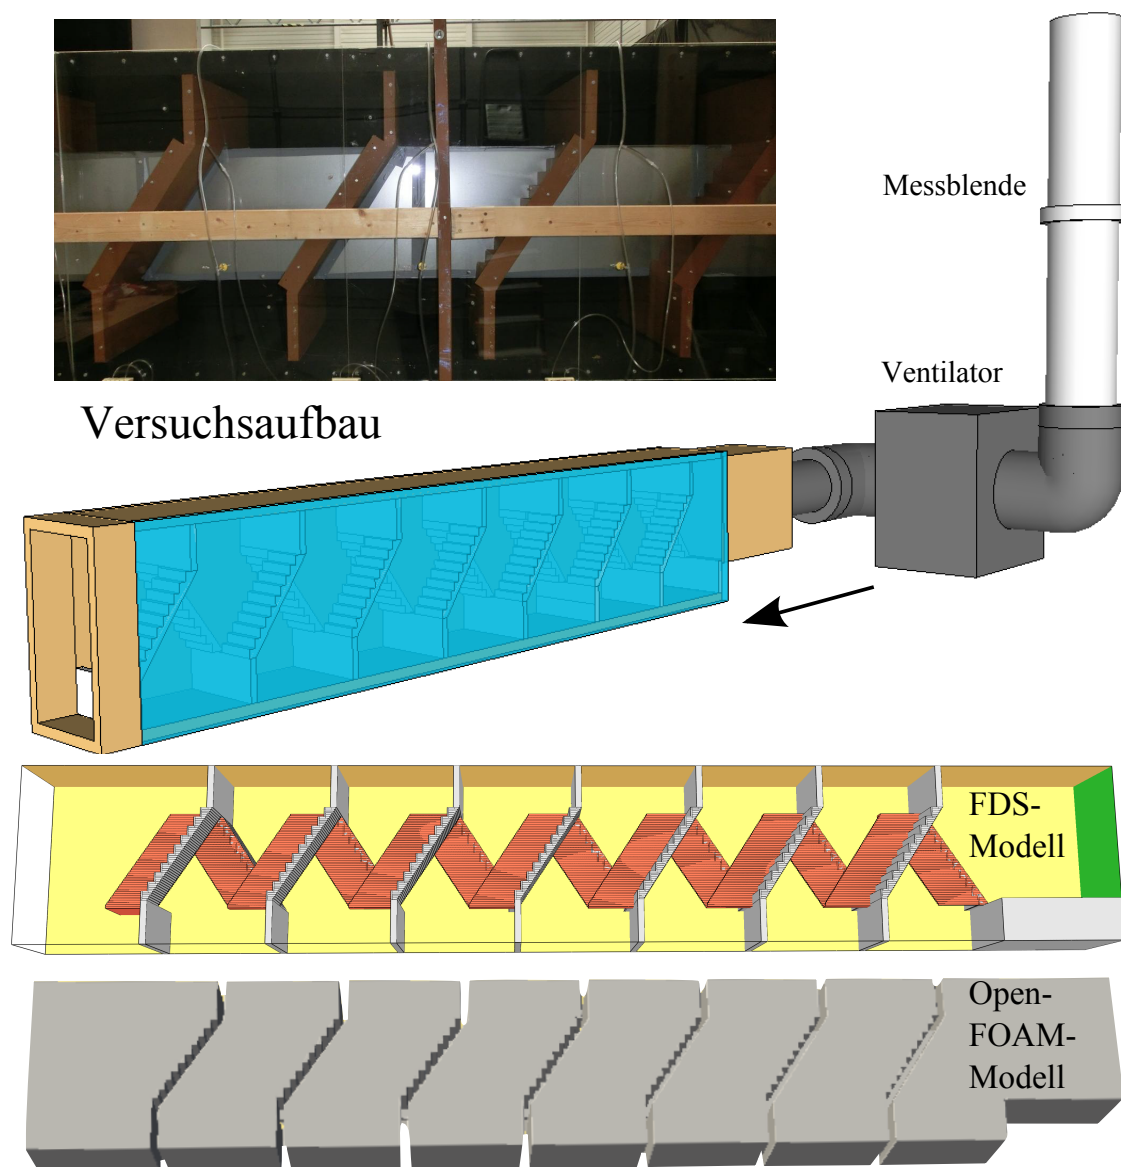 Messblende
Ventilator
Versuchsaufbau
FDS-
Modell
Open-
FOAM-
Modell